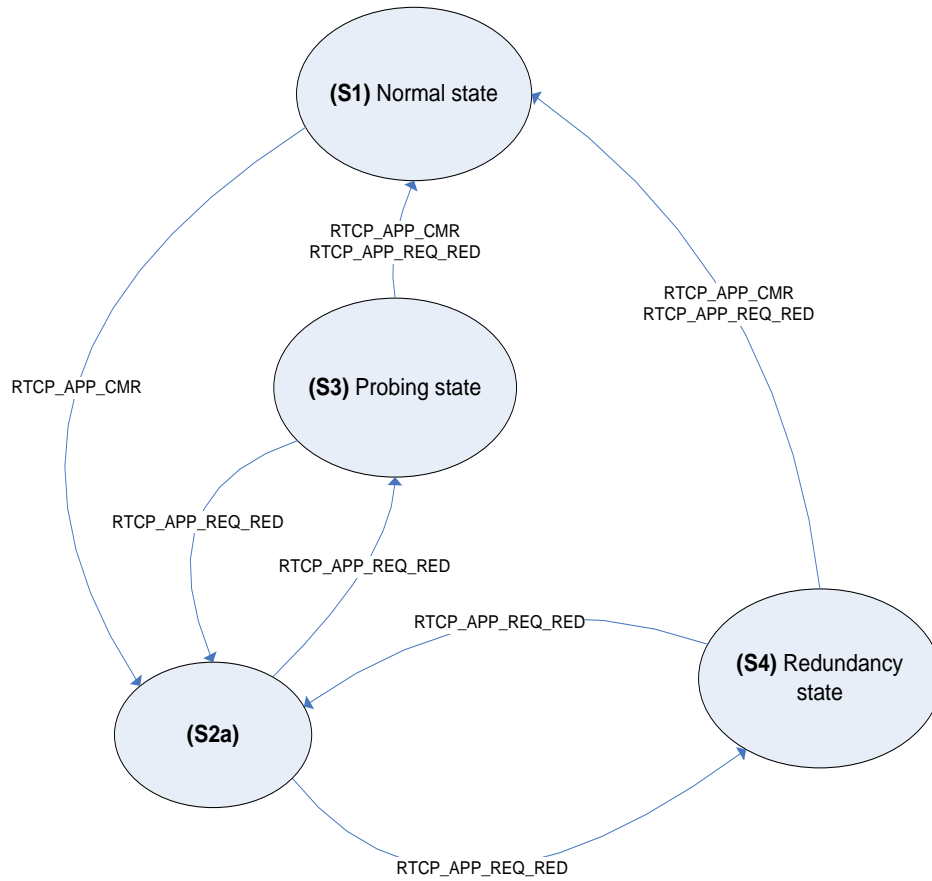 (S1) Normal state
RTCP_APP_CMR
RTCP_APP_REQ_RED
RTCP_APP_CMR
RTCP_APP_REQ_RED
(S3) Probing state
RTCP_APP_CMR
RTCP_APP_REQ_RED
RTCP_APP_REQ_RED
RTCP_APP_REQ_RED
(S4) Redundancy
state
(S2a)
RTCP_APP_REQ_RED